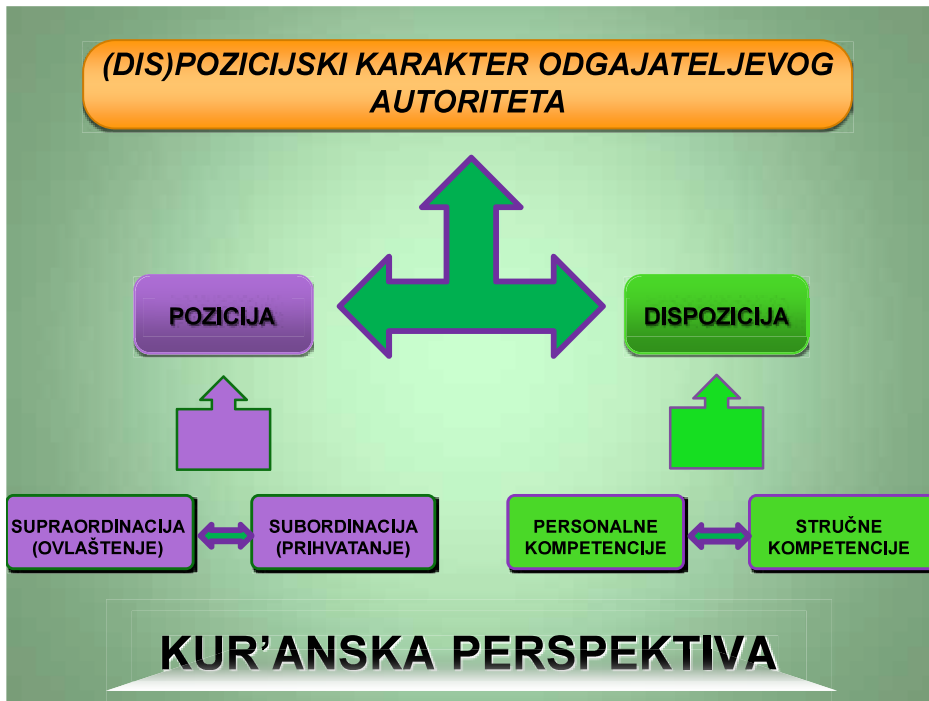 (DIS)POZICIJSKI KARAKTER ODGAJATELJEVOG
AUTORITETA
POZICIJA
DISPOZICIJA
SUPRAORDINACIJA
(OVLAŠTENJE)
SUBORDINACIJA
(PRIHVATANJE)
PERSONALNE
KOMPETENCIJE
STRUČNE
KOMPETENCIJE
KUR’ANSKA PERSPEKTIVA